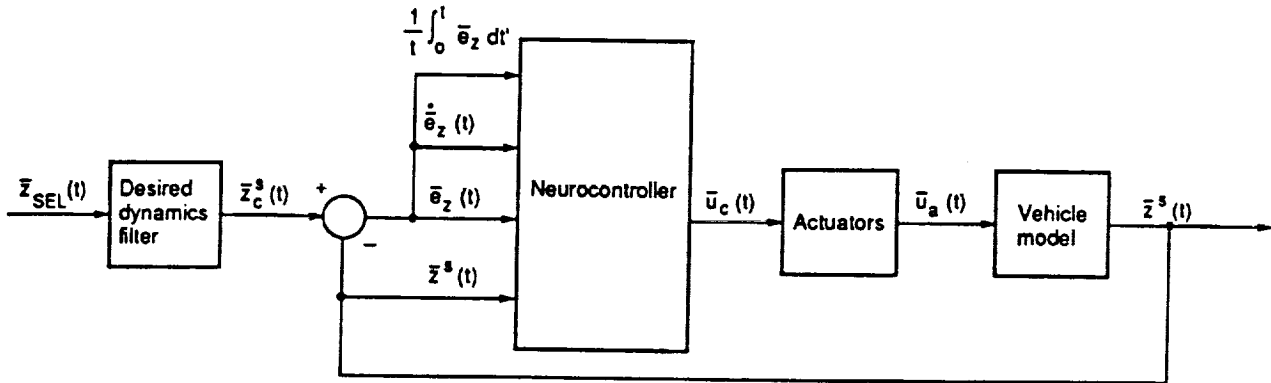 1/t ∫₀ᵗ ē_z dt'
ē̇_z (t)
z̄_SEL(t)
Desired
dynamics
filter
z̄_c^s(t)
+
−
ē_z (t)
z̄^s(t)
Neurocontroller
ū_c(t)
Actuators
ū_a(t)
Vehicle
model
z̄^s(t)